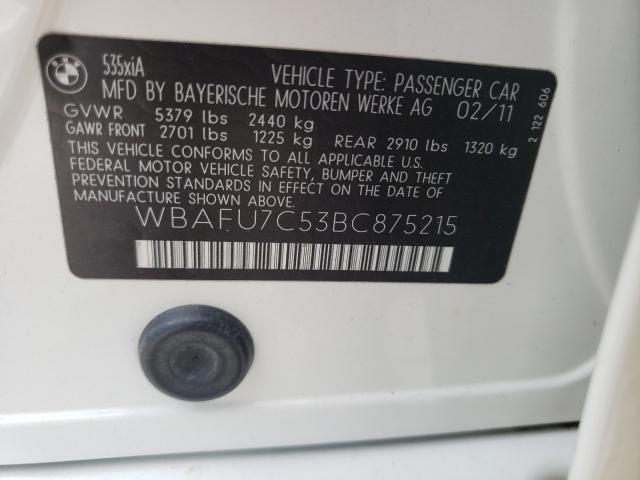 BMW
535xiA
VEHICLE TYPE: PASSENGER CAR
MFD BY BAYERISCHE MOTOREN WERKE AG 02/11
GVWR 5379 lbs 2440 kg
GAWR FRONT 2701 lbs 1225 kg REAR 2910 lbs 1320 kg
THIS VEHICLE CONFORMS TO ALL APPLICABLE U.S.
FEDERAL MOTOR VEHICLE SAFETY, BUMPER AND THEFT
PREVENTION STANDARDS IN EFFECT ON THE DATE OF
MANUFACTURE SHOWN ABOVE.
WBAFU7C53BC875215
2 122 606